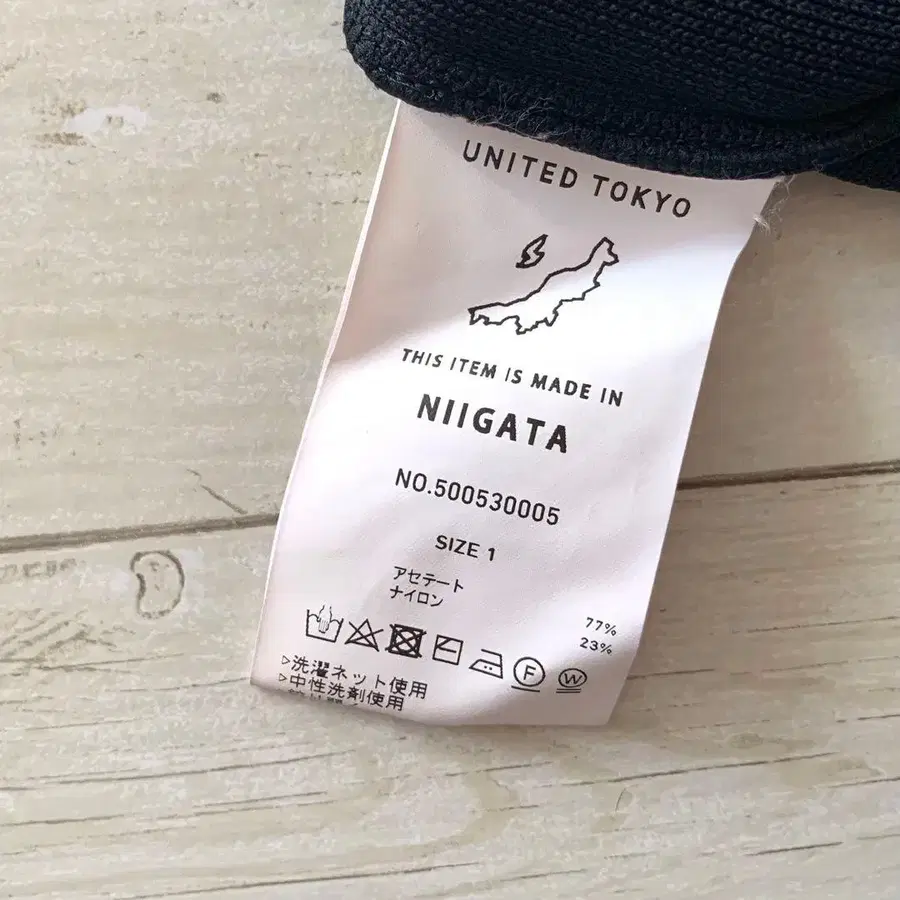 UNITED TOKYO
THIS ITEM IS MADE IN
NIIGATA
NO.500530005
SIZE 1
アセテート 77%
ナイロン 23%
F W
▷洗濯ネット使用
▷中性洗剤使用